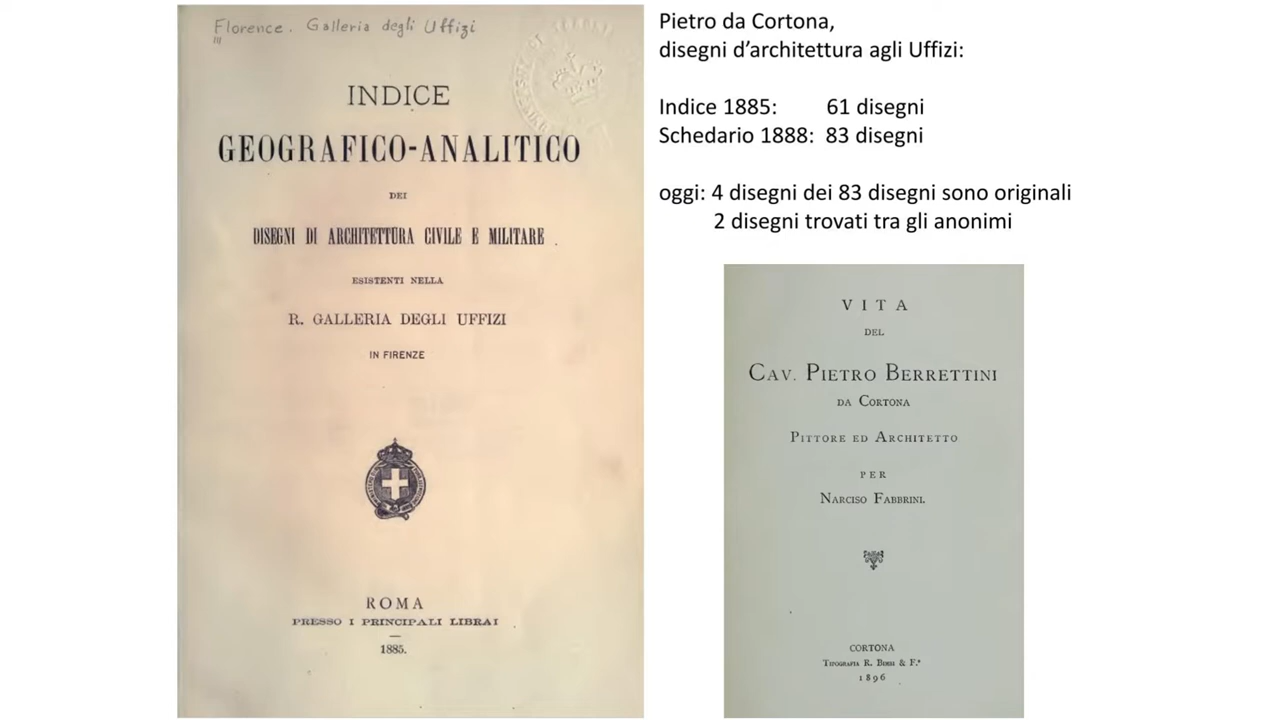 Florence. Galleria degli Uffizi
INDICE
GEOGRAFICO-ANALITICO
DEI
DISEGNI DI ARCHITETTURA CIVILE E MILITARE
ESISTENTI NELLA
R. GALLERIA DEGLI UFFIZI
IN FIRENZE
ROMA
PRESSO I PRINCIPALI LIBRAI
1885.
Pietro da Cortona,
disegni d’architettura agli Uffizi:
Indice 1885: 61 disegni
Schedario 1888: 83 disegni
oggi: 4 disegni dei 83 disegni sono originali
2 disegni trovati tra gli anonimi
VITA
DEL
CAV. PIETRO BERRETTINI
DA CORTONA
PITTORE ED ARCHITETTO
PER
NARCISO FABBRINI.
CORTONA
TIPOGRAFIA R. & F.
1896